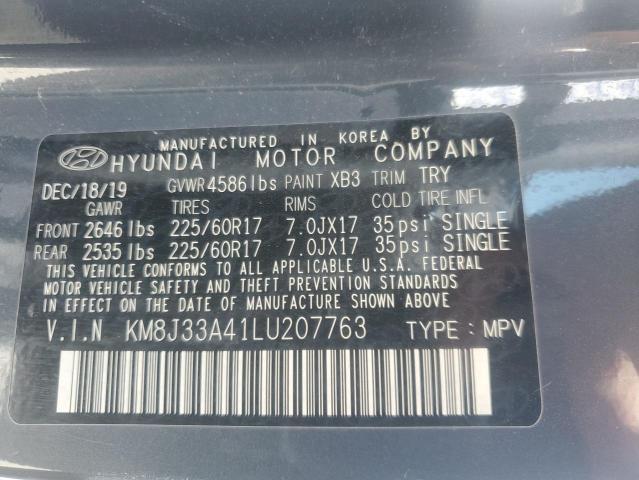 MANUFACTURED IN KOREA BY
HYUNDAI MOTOR COMPANY
DEC/18/19 GVWR 4586 lbs PAINT XB3 TRIM TRY
GAWR TIRES RIMS COLD TIRE INFL
FRONT 2646 lbs 225/60R17 7.0JX17 35psi SINGLE
REAR 2535 lbs 225/60R17 7.0JX17 35psi SINGLE
THIS VEHICLE CONFORMS TO ALL APPLICABLE U.S.A. FEDERAL
MOTOR VEHICLE SAFETY AND THEFT PREVENTION STANDARDS
IN EFFECT ON THE DATE OF MANUFACTURE SHOWN ABOVE.
V.I.N KM8J33A41LU207763 TYPE : MPV